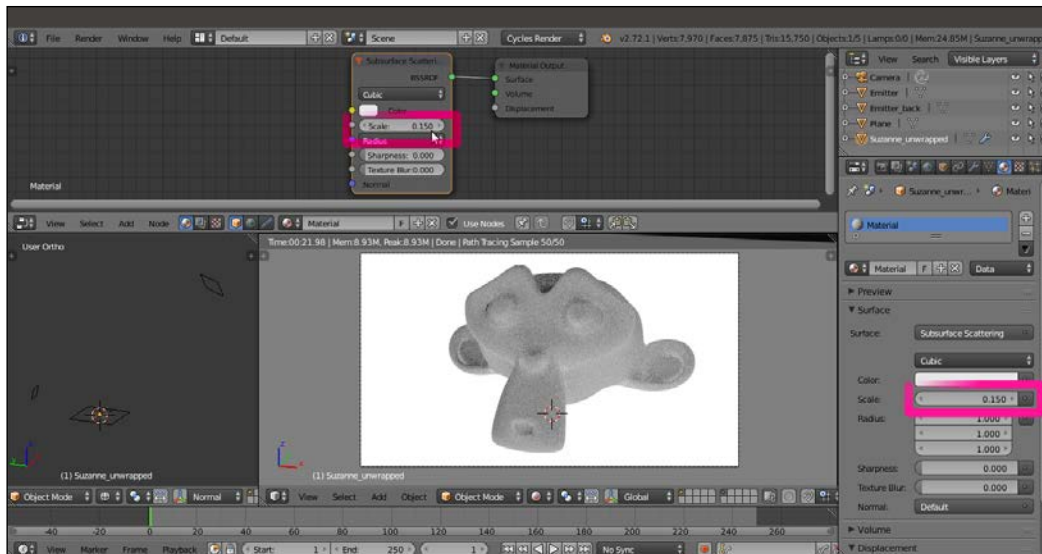 File Render Window Help Default Scene Cycles Render v2.72.1 | Verts:7,970 | Faces:7,875 | Tris:15,750 | Objects:1/5 | Lamps:0/0 | Mem:24.85M | Suzanne_unwrapp
View Search Visible Layers
Subsurface Scatteri...
BSSRDF
Cubic
Color
Scale: 0.150
Radius
Sharpness: 0.000
Texture Blur:0.000
Normal
Material Output
Surface
Volume
Displacement
Material
Camera
Emitter
Emitter_back
Plane
Suzanne_unwrapped
View Select Add Node Material F Use Nodes
Suzanne_unwr... Materi
Material
Material F Data
Preview
Surface
Surface: Subsurface Scattering
Cubic
Color:
Scale: 0.150
Radius: 1.000
1.000
1.000
Sharpness: 0.000
Texture Blur: 0.000
Normal: Default
Volume
Displacement
User Ortho
Time:00:21.98 | Mem:8.93M, Peak:8.93M | Done | Path Tracing Sample 50/50
(1) Suzanne_unwrapped
(1) Suzanne_unwrapped
Object Mode Normal View Select Add Object Object Mode Global
-40 -20 0 20 40 60 80 100 120 140 160 180 200 220 240 260
View Marker Frame Playback Start: 1 End: 250 1 No Sync